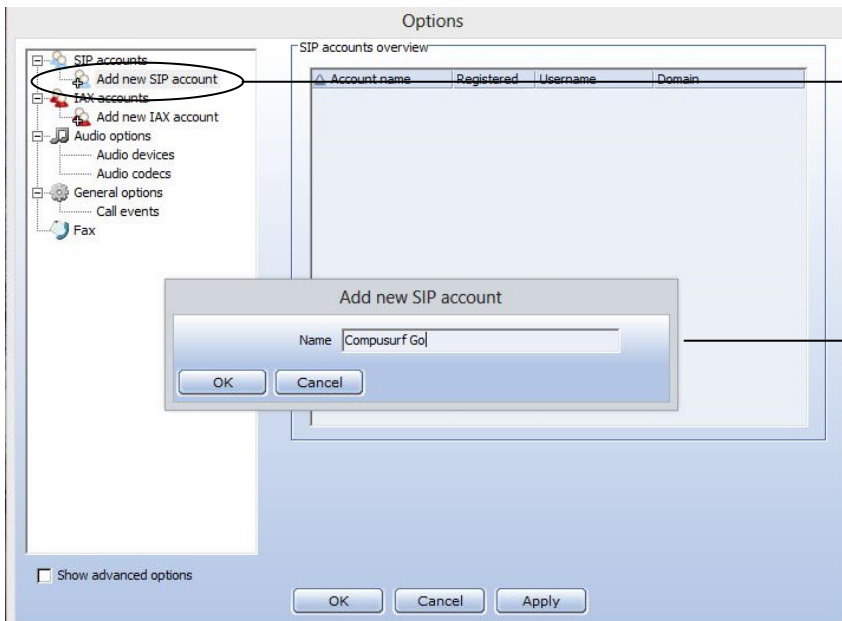 Options
SIP accounts
Add new SIP account
IAX accounts
Add new IAX account
Audio options
Audio devices
Audio codecs
General options
Call events
Fax
SIP accounts overview
Account name Registered Username Domain
Add new SIP account
Name Compusurf Go
OK Cancel
Show advanced options
OK Cancel Apply